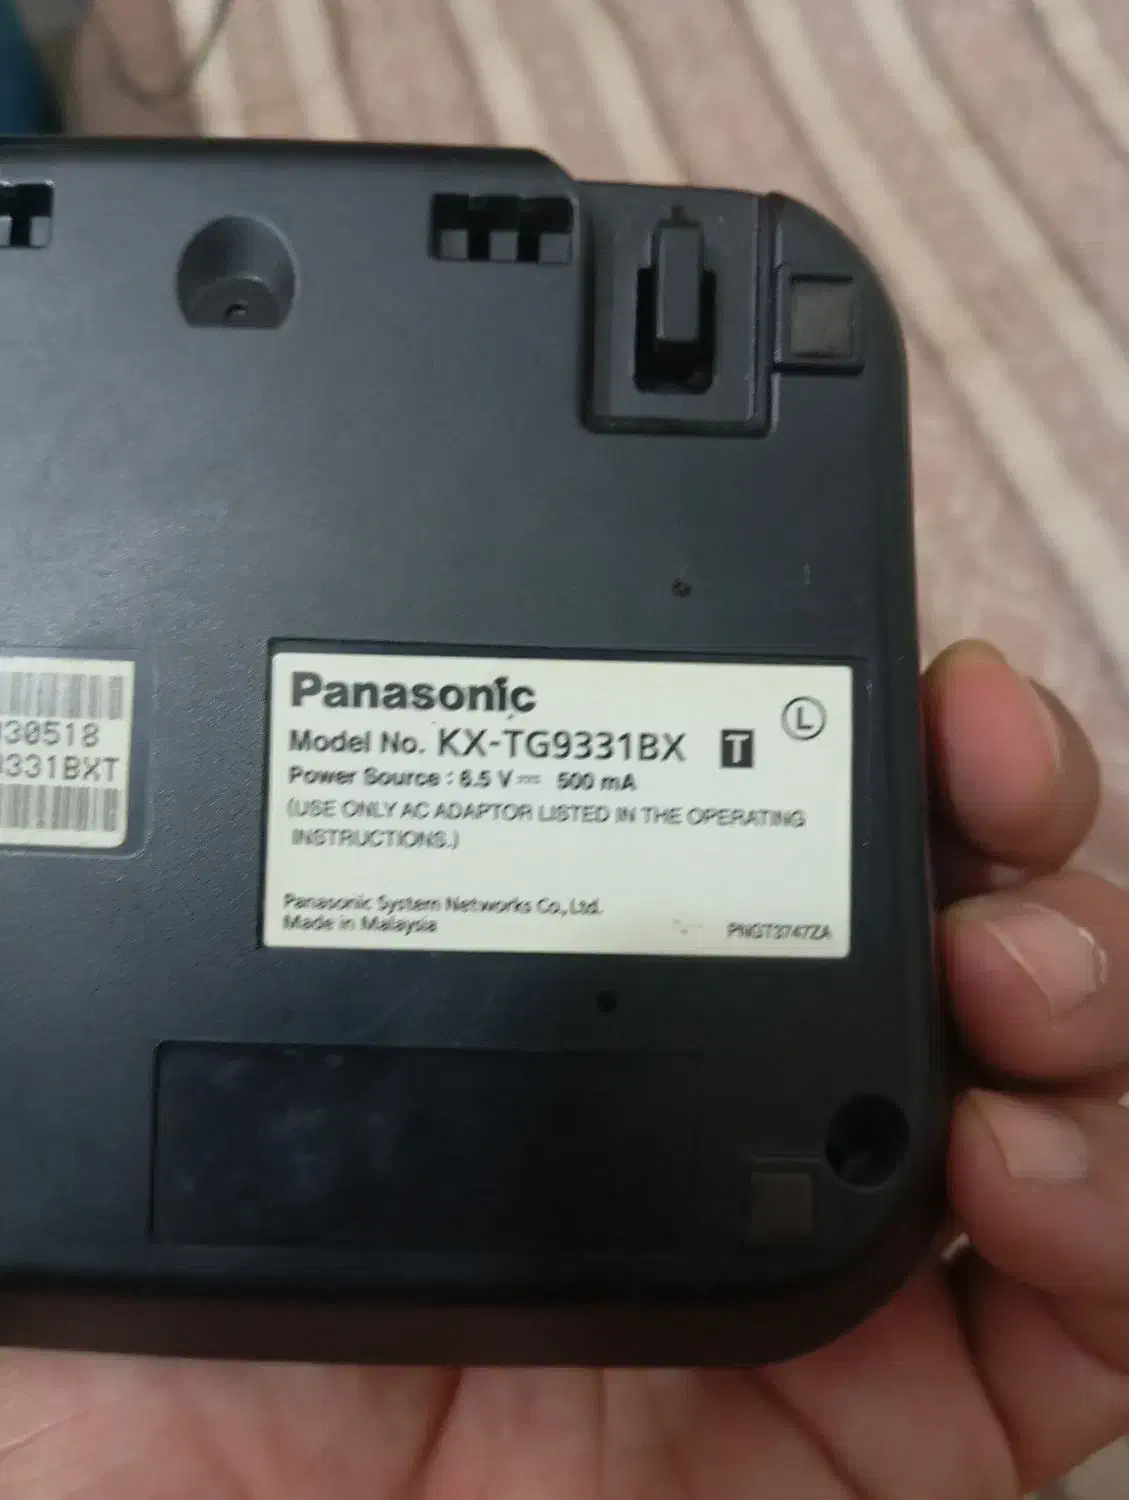 Panasonic
Model No. KX-TG9331BX T L
Power Source : 6.5 V ⎓ 500 mA
(USE ONLY AC ADAPTOR LISTED IN THE OPERATING
INSTRUCTIONS.)
Panasonic System Networks Co., Ltd.
Made in Malaysia
PNGT3747ZA
30518
331BXT